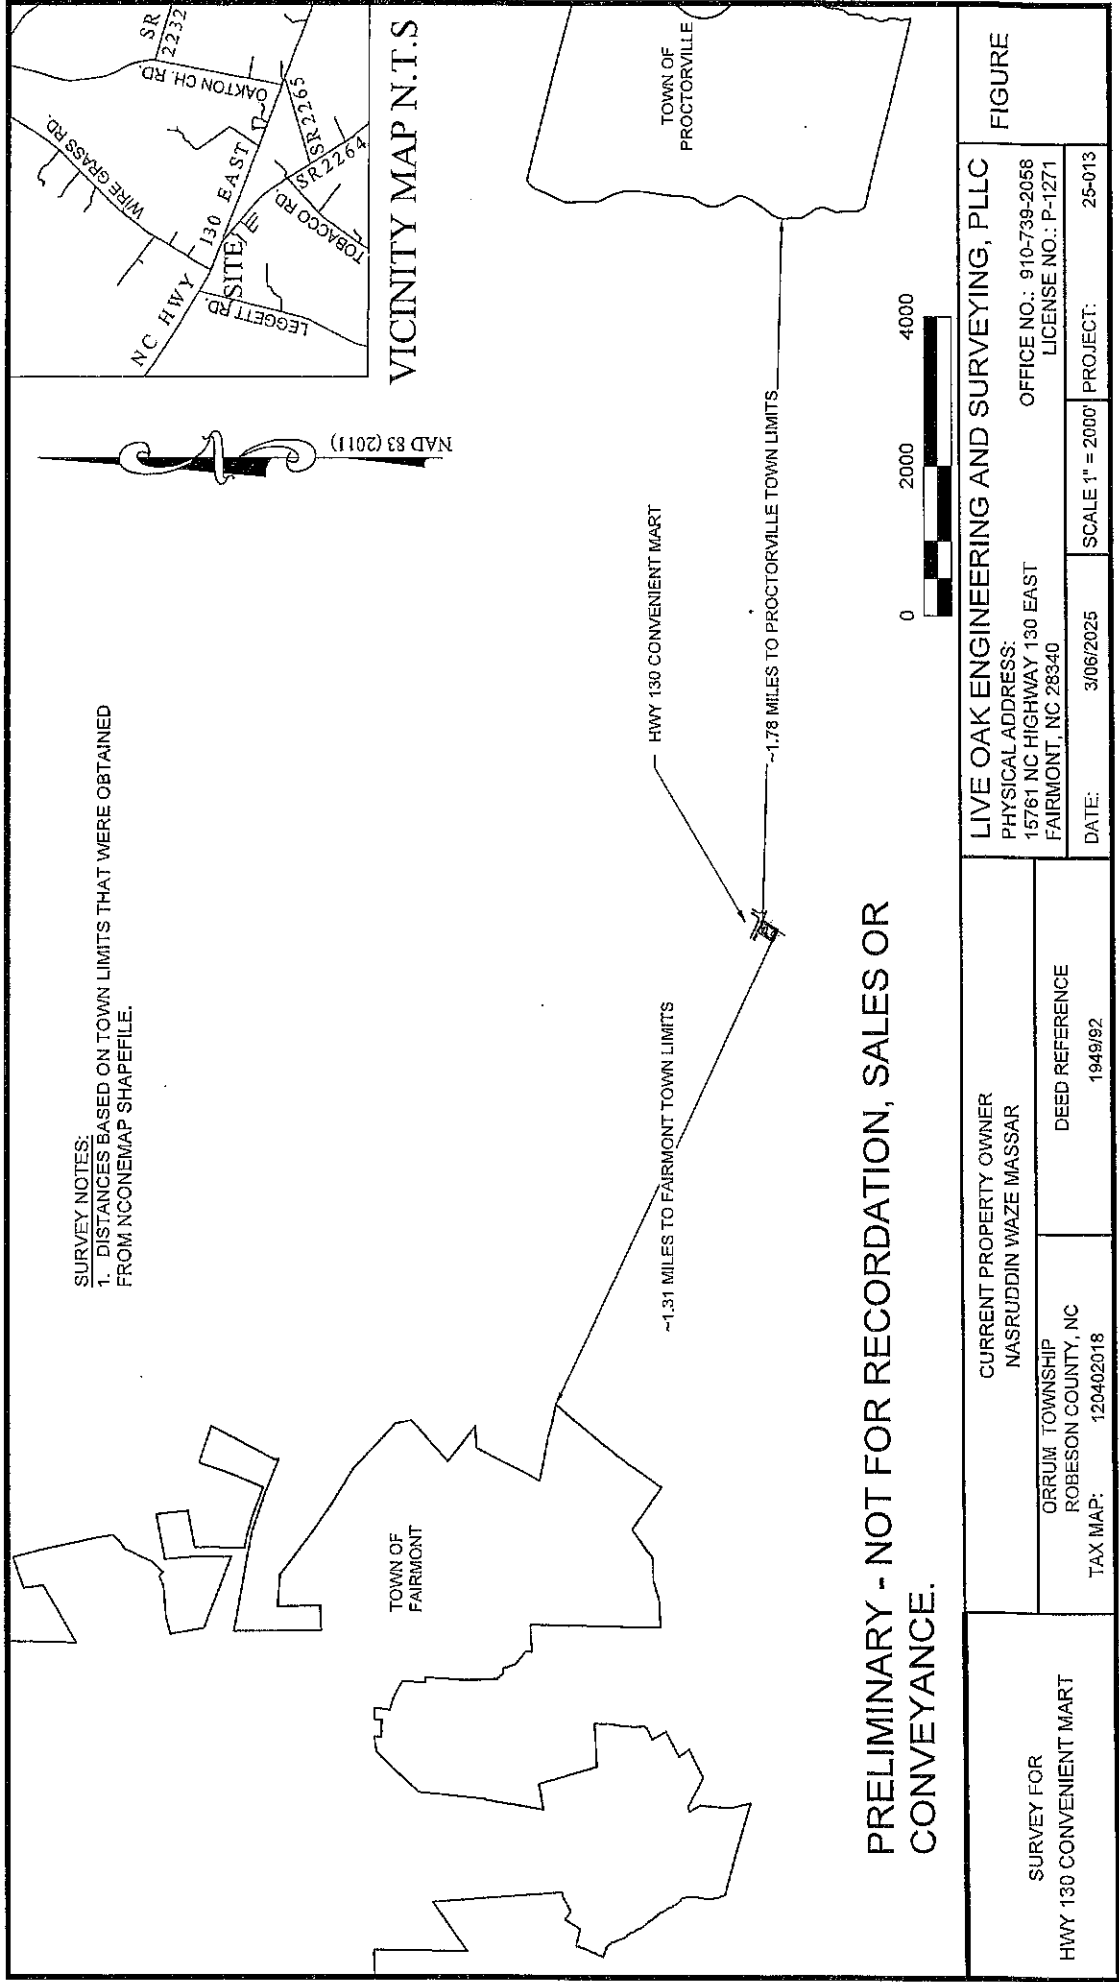 SURVEY NOTES:
1. DISTANCES BASED ON TOWN LIMITS THAT WERE OBTAINED
FROM NCONEMAP SHAPEFILE.
NAD 83 (2011)
NC HWY 130 EAST
WIRE GRASS RD.
OAKTON CH. RD.
SR
2232
SR 2265
SR 2264
TOBACCO RD.
SITE
LEGGETT RD.
VICINITY MAP N.T.S
TOWN OF
FAIRMONT
TOWN OF
PROCTORVILLE
~1.31 MILES TO FAIRMONT TOWN LIMITS
HWY 130 CONVENIENT MART
~1.78 MILES TO PROCTORVILLE TOWN LIMITS
0 2000 4000
PRELIMINARY - NOT FOR RECORDATION, SALES OR
CONVEYANCE.
SURVEY FOR
HWY 130 CONVENIENT MART
CURRENT PROPERTY OWNER
NASRUDDIN WAZE MASSAR
ORRUM TOWNSHIP
ROBESON COUNTY, NC
TAX MAP: 120402018
DEED REFERENCE
1949/92
LIVE OAK ENGINEERING AND SURVEYING, PLLC
PHYSICAL ADDRESS:
15761 NC HIGHWAY 130 EAST
FAIRMONT, NC 28340
OFFICE NO.: 910-739-2058
LICENSE NO.: P-1271
DATE: 3/06/2025
SCALE 1" = 2000'
PROJECT: 25-013
FIGURE